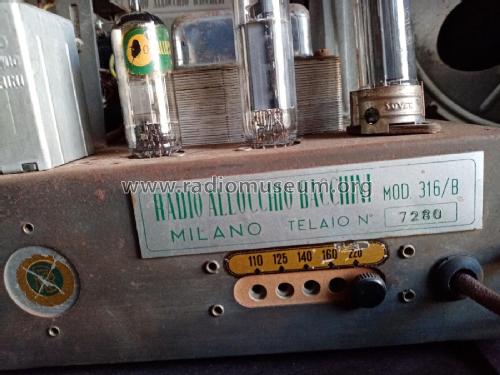 www.radiomuseum.org
RADIO ALLOCCHIO BACCHINI MOD. 316/B
MILANO TELAIO N° 7280
110 125 140 160 220